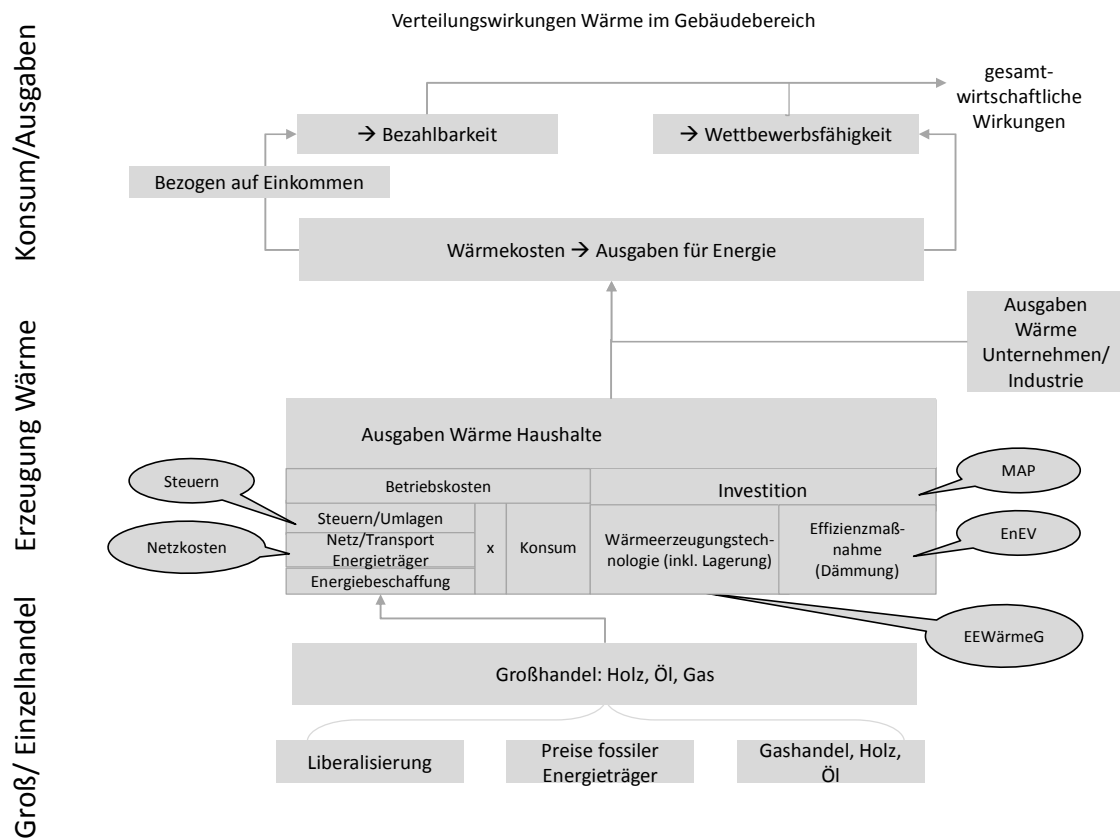 Verteilungswirkungen Wärme im Gebäudebereich
Konsum/Ausgaben
gesamt-
wirtschaftliche
Wirkungen
→ Bezahlbarkeit
→ Wettbewerbsfähigkeit
Bezogen auf Einkommen
Wärmekosten → Ausgaben für Energie
Erzeugung Wärme
Ausgaben
Wärme
Unternehmen/
Industrie
Ausgaben Wärme Haushalte
Steuern
Netzkosten
Betriebskosten
Steuern/Umlagen
Netz/Transport
Energieträger
Energiebeschaffung
x
Konsum
Investition
Wärmeerzeugungstech-
nologie (inkl. Lagerung)
Effizienzmaß-
nahme
(Dämmung)
MAP
EnEV
EEWärmeG
Groß/ Einzelhandel
Großhandel: Holz, Öl, Gas
Liberalisierung
Preise fossiler
Energieträger
Gashandel, Holz,
Öl